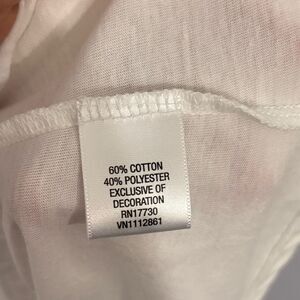 60% COTTON
40% POLYESTER
EXCLUSIVE OF
DECORATION
RN17730
VN1112861